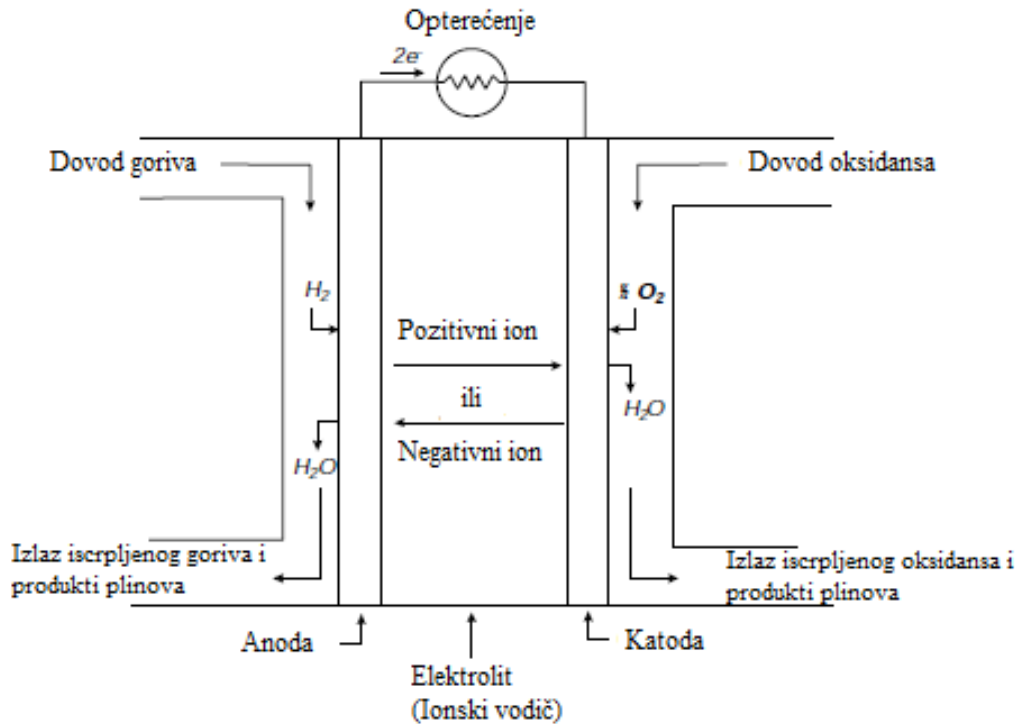 Opterećenje
2e-
Dovod goriva
Dovod oksidansa
H2
O2
Pozitivni ion
ili
Negativni ion
H2O
H2O
Izlaz iscrpljenog goriva i
produkti plinova
Izlaz iscrpljenog oksidansa i
produkti plinova
Anoda
Katoda
Elektrolit
(Ionski vodič)